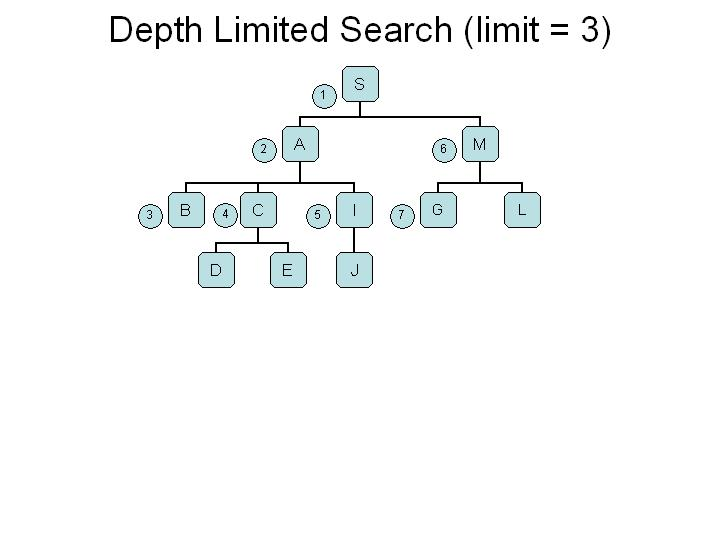 Depth Limited Search (limit = 3)
1 S
2 A 6 M
3 B 4 C 5 I 7 G L
D E J